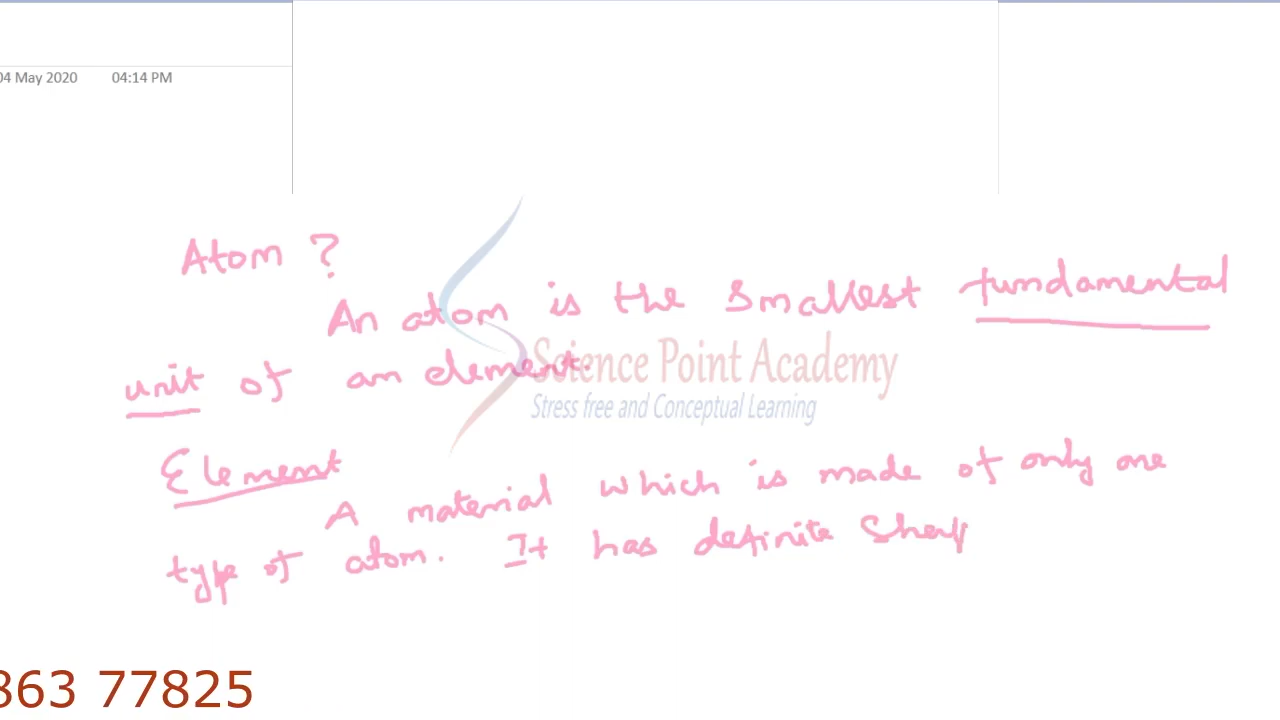 04 May 2020 04:14 PM
Atom ?
An atom is the smallest fundamental
unit of an element.
Science Point Academy
Stress free and Conceptual Learning
Element
A material which is made of only one
type of atom. It has definite
863 77825